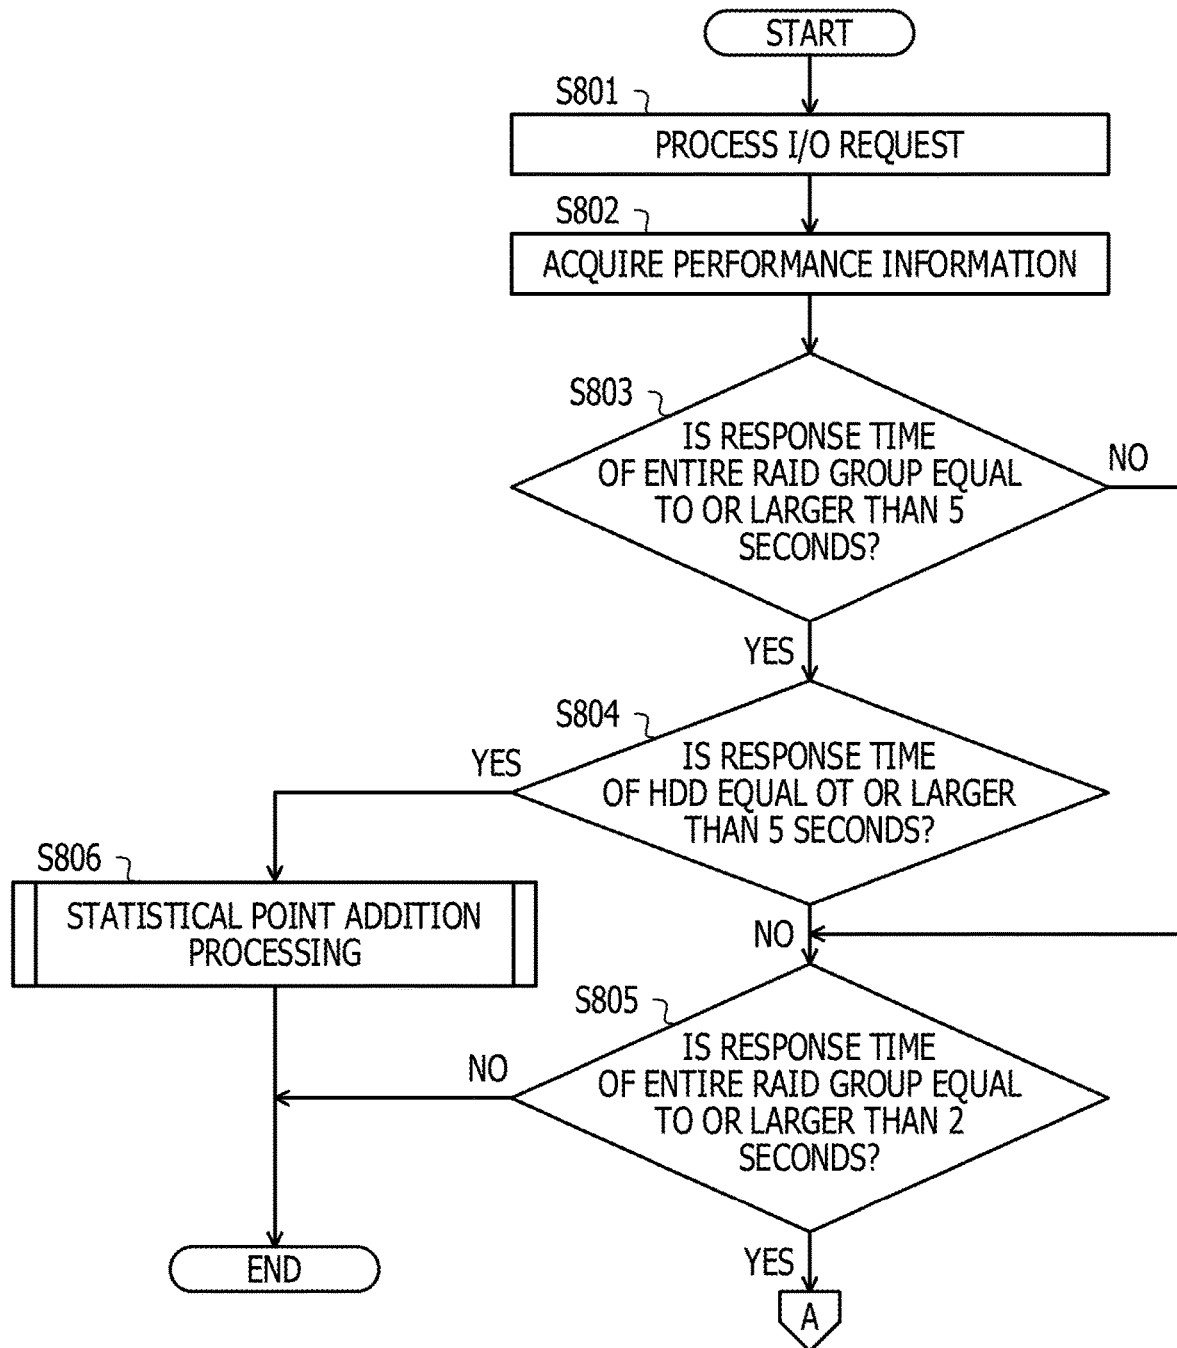 START
S801
PROCESS I/O REQUEST
S802
ACQUIRE PERFORMANCE INFORMATION
S803
IS RESPONSE TIME
OF ENTIRE RAID GROUP EQUAL
TO OR LARGER THAN 5
SECONDS?
NO
YES
S804
IS RESPONSE TIME
OF HDD EQUAL OT OR LARGER
THAN 5 SECONDS?
YES
S806
STATISTICAL POINT ADDITION
PROCESSING
NO
S805
IS RESPONSE TIME
OF ENTIRE RAID GROUP EQUAL
TO OR LARGER THAN 2
SECONDS?
NO
END
YES
A